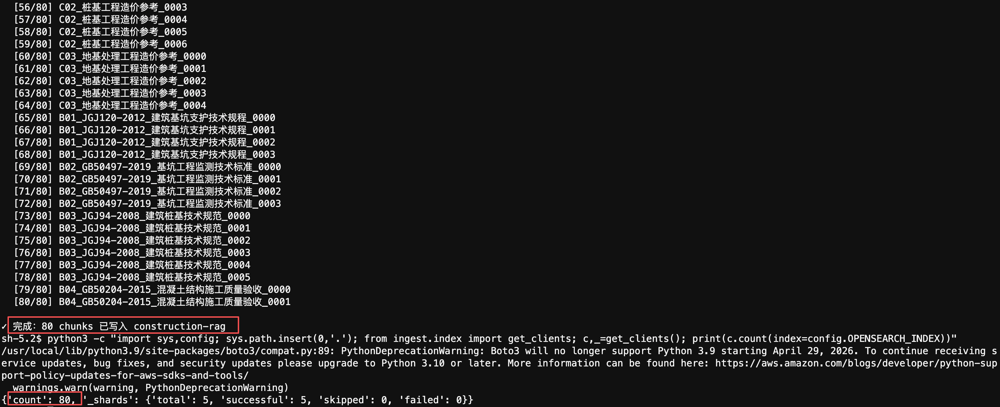 [56/80] C02_桩基工程造价参考_0003
[57/80] C02_桩基工程造价参考_0004
[58/80] C02_桩基工程造价参考_0005
[59/80] C02_桩基工程造价参考_0006
[60/80] C03_地基处理工程造价参考_0000
[61/80] C03_地基处理工程造价参考_0001
[62/80] C03_地基处理工程造价参考_0002
[63/80] C03_地基处理工程造价参考_0003
[64/80] C03_地基处理工程造价参考_0004
[65/80] B01_JGJ120-2012_建筑基坑支护技术规程_0000
[66/80] B01_JGJ120-2012_建筑基坑支护技术规程_0001
[67/80] B01_JGJ120-2012_建筑基坑支护技术规程_0002
[68/80] B01_JGJ120-2012_建筑基坑支护技术规程_0003
[69/80] B02_GB50497-2019_基坑工程监测技术标准_0000
[70/80] B02_GB50497-2019_基坑工程监测技术标准_0001
[71/80] B02_GB50497-2019_基坑工程监测技术标准_0002
[72/80] B02_GB50497-2019_基坑工程监测技术标准_0003
[73/80] B03_JGJ94-2008_建筑桩基技术规范_0000
[74/80] B03_JGJ94-2008_建筑桩基技术规范_0001
[75/80] B03_JGJ94-2008_建筑桩基技术规范_0002
[76/80] B03_JGJ94-2008_建筑桩基技术规范_0003
[77/80] B03_JGJ94-2008_建筑桩基技术规范_0004
[78/80] B03_JGJ94-2008_建筑桩基技术规范_0005
[79/80] B04_GB50204-2015_混凝土结构施工质量验收_0000
[80/80] B04_GB50204-2015_混凝土结构施工质量验收_0001
✓ 完成：80 chunks 已写入 construction-rag
sh-5.2$ python3 -c "import sys,config; sys.path.insert(0,'.'); from ingest.index import get_clients; c,_=get_clients(); print(c.count(index=config.OPENSEARCH_INDEX))"
/usr/local/lib/python3.9/site-packages/boto3/compat.py:89: PythonDeprecationWarning: Boto3 will no longer support Python 3.9 starting April 29, 2026. To continue receiving s
ervice updates, bug fixes, and security updates please upgrade to Python 3.10 or later. More information can be found here: https://aws.amazon.com/blogs/developer/python-sup
port-policy-updates-for-aws-sdks-and-tools/
warnings.warn(warning, PythonDeprecationWarning)
{'count': 80, '_shards': {'total': 5, 'successful': 5, 'skipped': 0, 'failed': 0}}